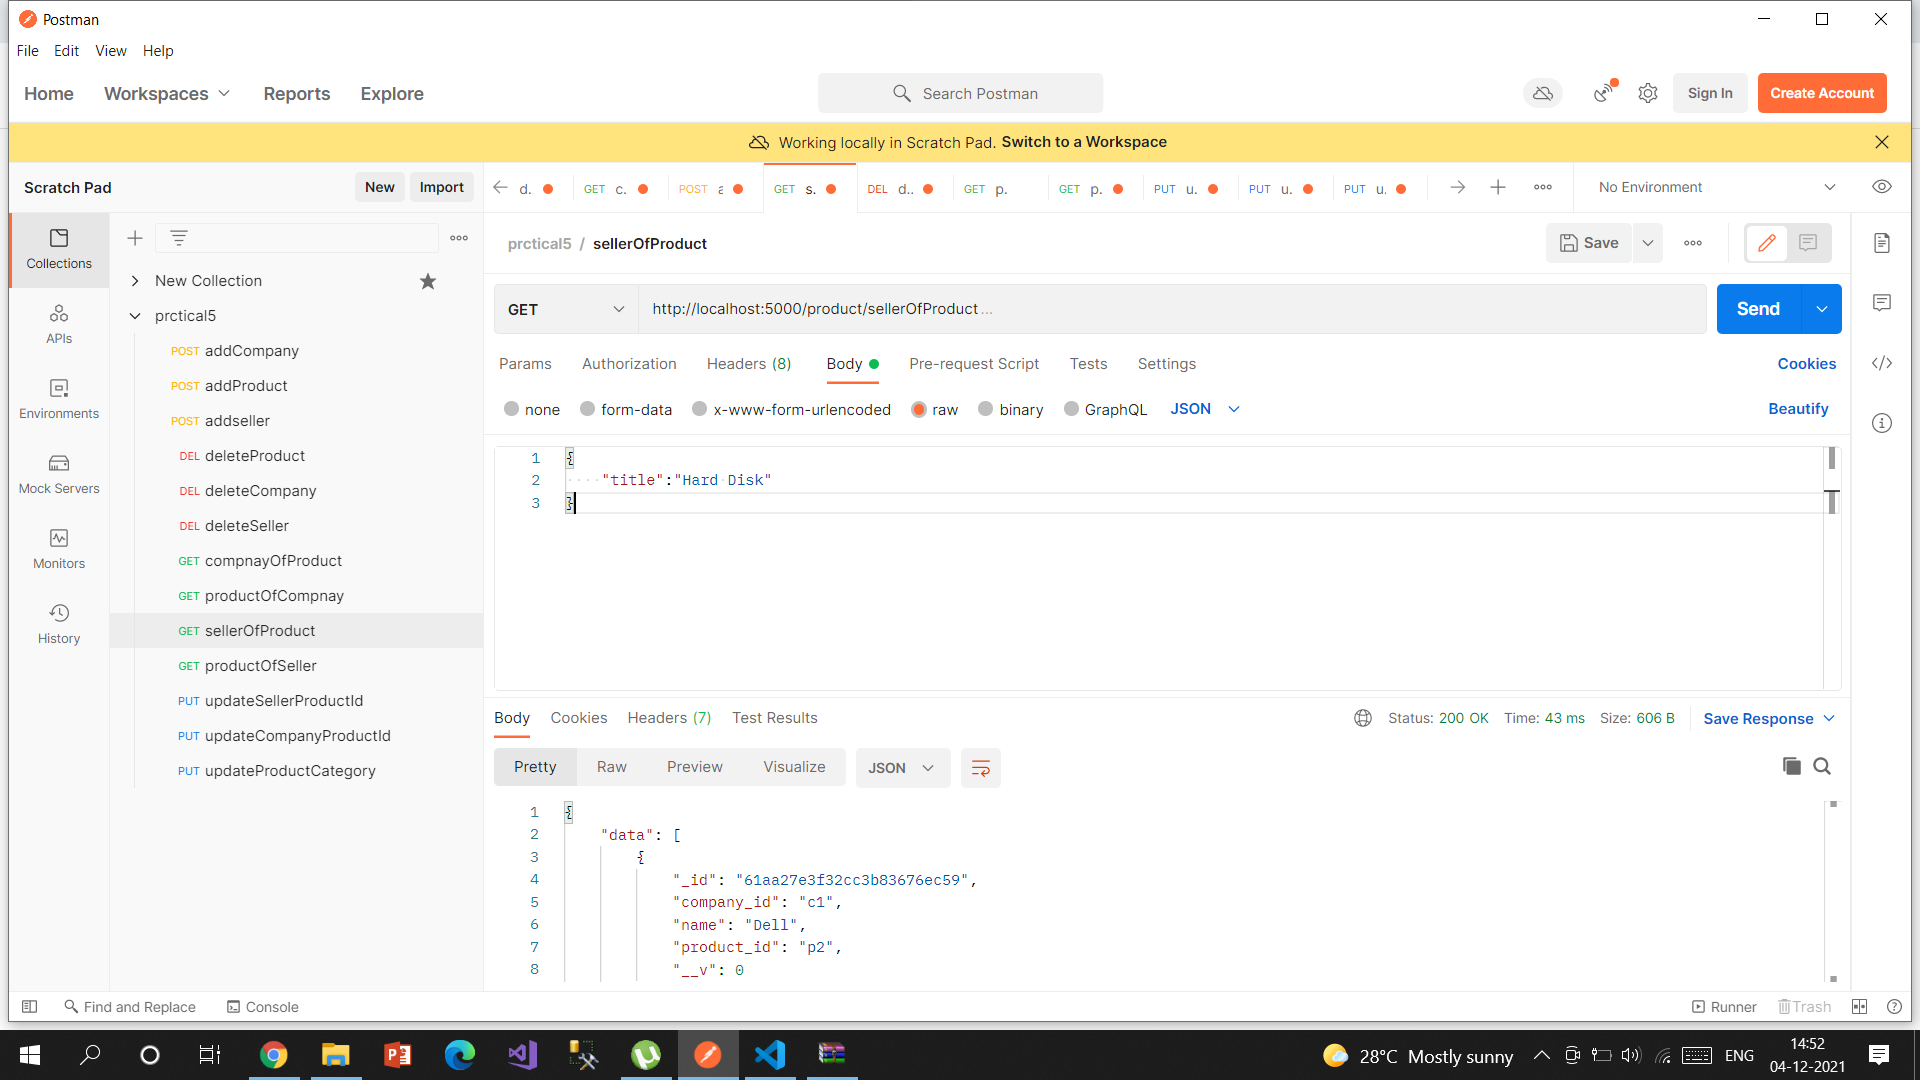 Postman
File Edit View Help
Home Workspaces Reports Explore Search Postman Sign In Create Account
Working locally in Scratch Pad. Switch to a Workspace
Scratch Pad New Import d. GET c. POST a GET s. DEL d.. GET p. GET p. PUT u. PUT u. PUT u. No Environment
prctical5 / sellerOfProduct Save
Collections
APIs
Environments
Mock Servers
Monitors
History
New Collection
prctical5
POST addCompany
POST addProduct
POST addseller
DEL deleteProduct
DEL deleteCompany
DEL deleteSeller
GET compnayOfProduct
GET productOfCompnay
GET sellerOfProduct
GET productOfSeller
PUT updateSellerProductId
PUT updateCompanyProductId
PUT updateProductCategory
GET http://localhost:5000/product/sellerOfProduct ... Send
Params Authorization Headers (8) Body Pre-request Script Tests Settings Cookies
none form-data x-www-form-urlencoded raw binary GraphQL JSON Beautify
1 {
2 "title":"Hard Disk"
3 }
Body Cookies Headers (7) Test Results Status: 200 OK Time: 43 ms Size: 606 B Save Response
Pretty Raw Preview Visualize JSON
1 {
2 "data": [
3 {
4 "_id": "61aa27e3f32cc3b83676ec59",
5 "company_id": "c1",
6 "name": "Dell",
7 "product_id": "p2",
8 "__v": 0
Find and Replace Console Runner Trash
28°C Mostly sunny ENG 14:52
04-12-2021